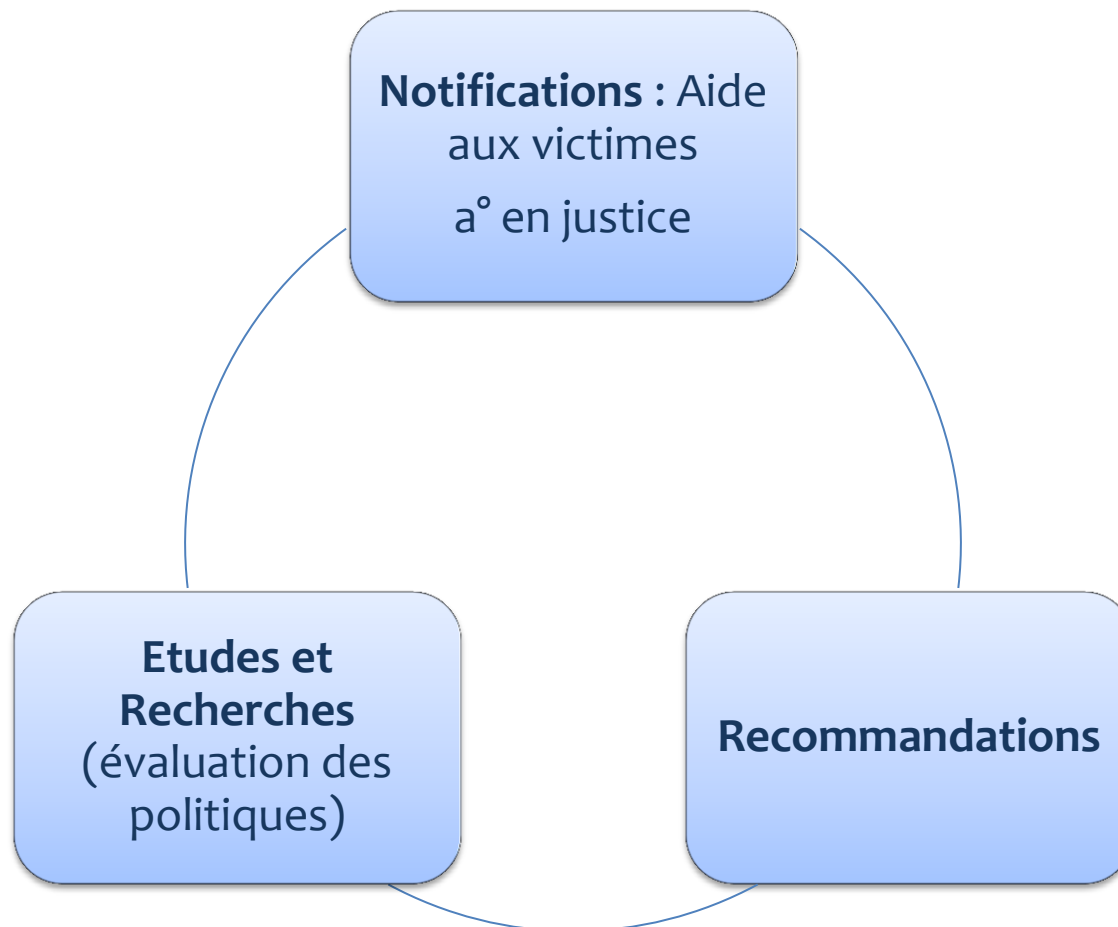 Notifications : Aide
aux victimes
a° en justice
Etudes et
Recherches
(évaluation des
politiques)
Recommandations